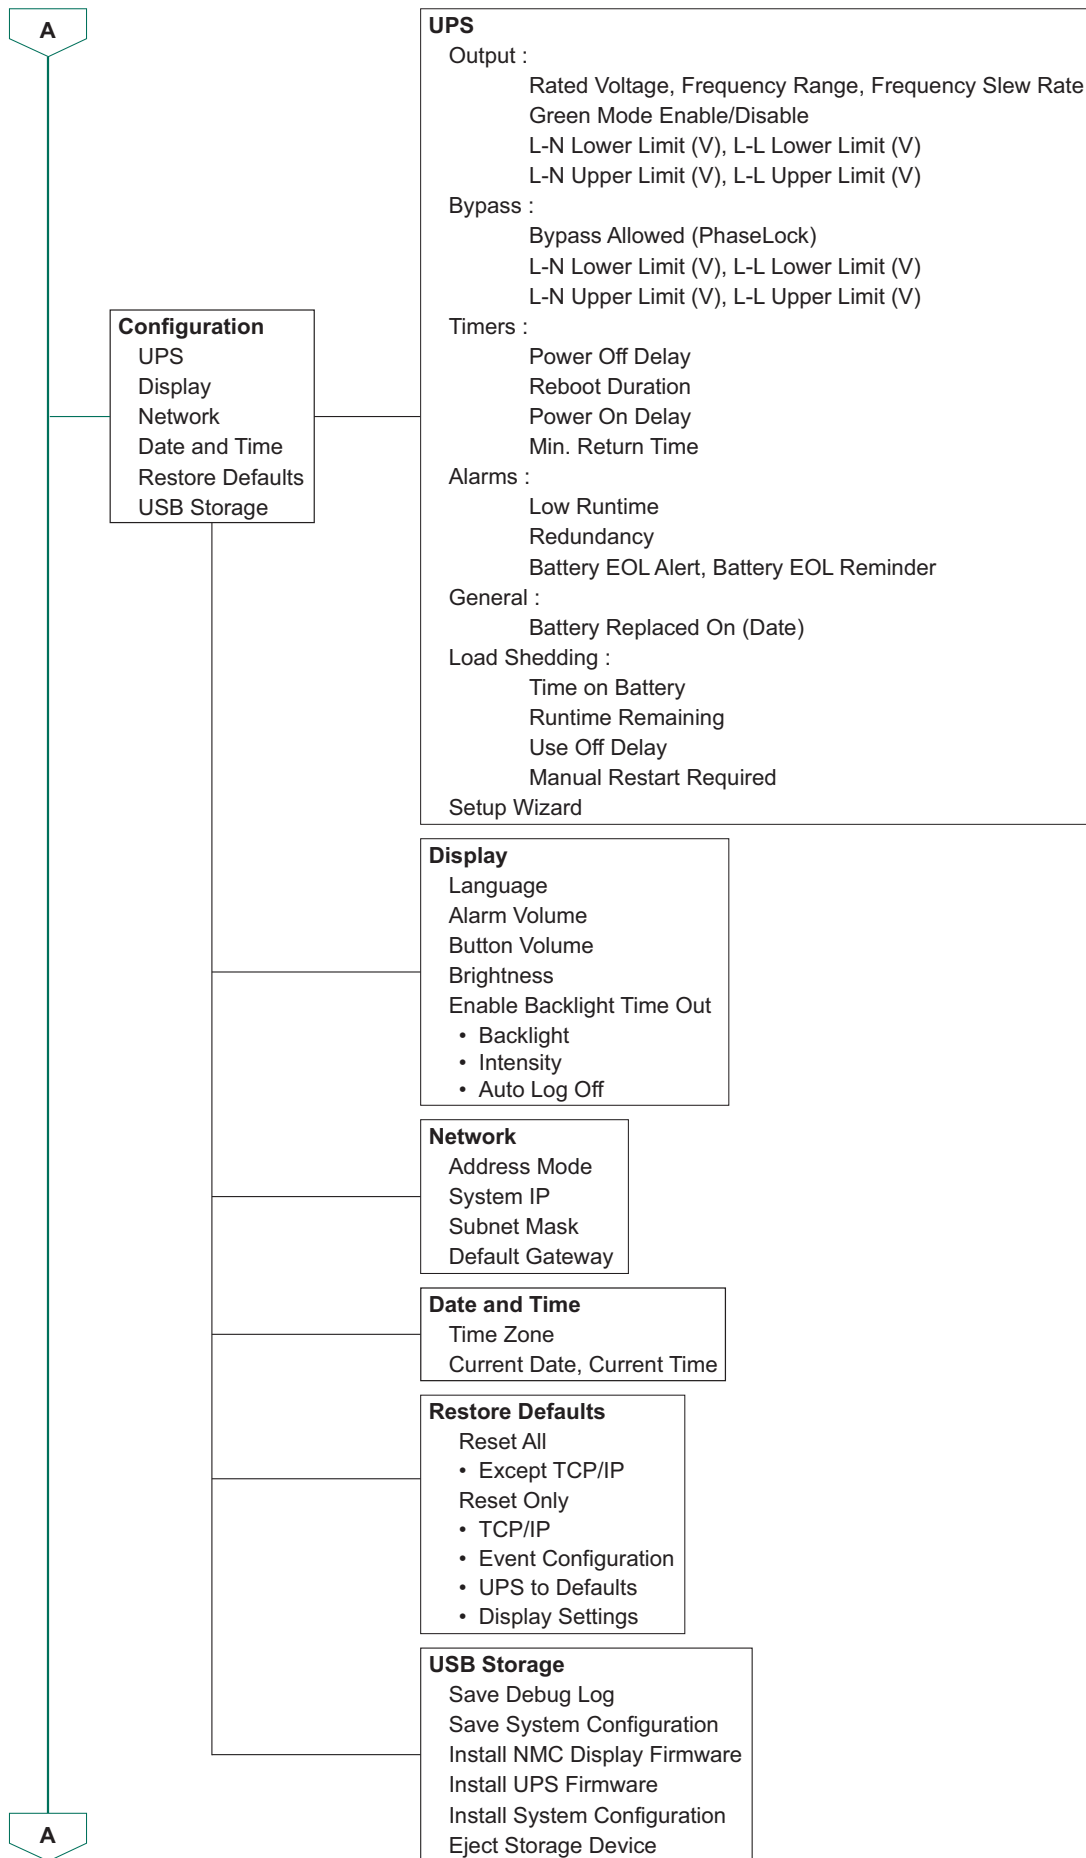 A
Configuration
UPS
Display
Network
Date and Time
Restore Defaults
USB Storage
UPS
Output :
Rated Voltage, Frequency Range, Frequency Slew Rate
Green Mode Enable/Disable
L-N Lower Limit (V), L-L Lower Limit (V)
L-N Upper Limit (V), L-L Upper Limit (V)
Bypass :
Bypass Allowed (PhaseLock)
L-N Lower Limit (V), L-L Lower Limit (V)
L-N Upper Limit (V), L-L Upper Limit (V)
Timers :
Power Off Delay
Reboot Duration
Power On Delay
Min. Return Time
Alarms :
Low Runtime
Redundancy
Battery EOL Alert, Battery EOL Reminder
General :
Battery Replaced On (Date)
Load Shedding :
Time on Battery
Runtime Remaining
Use Off Delay
Manual Restart Required
Setup Wizard
Display
Language
Alarm Volume
Button Volume
Brightness
Enable Backlight Time Out
• Backlight
• Intensity
• Auto Log Off
Network
Address Mode
System IP
Subnet Mask
Default Gateway
Date and Time
Time Zone
Current Date, Current Time
Restore Defaults
Reset All
• Except TCP/IP
Reset Only
• TCP/IP
• Event Configuration
• UPS to Defaults
• Display Settings
USB Storage
Save Debug Log
Save System Configuration
Install NMC Display Firmware
Install UPS Firmware
Install System Configuration
Eject Storage Device
A